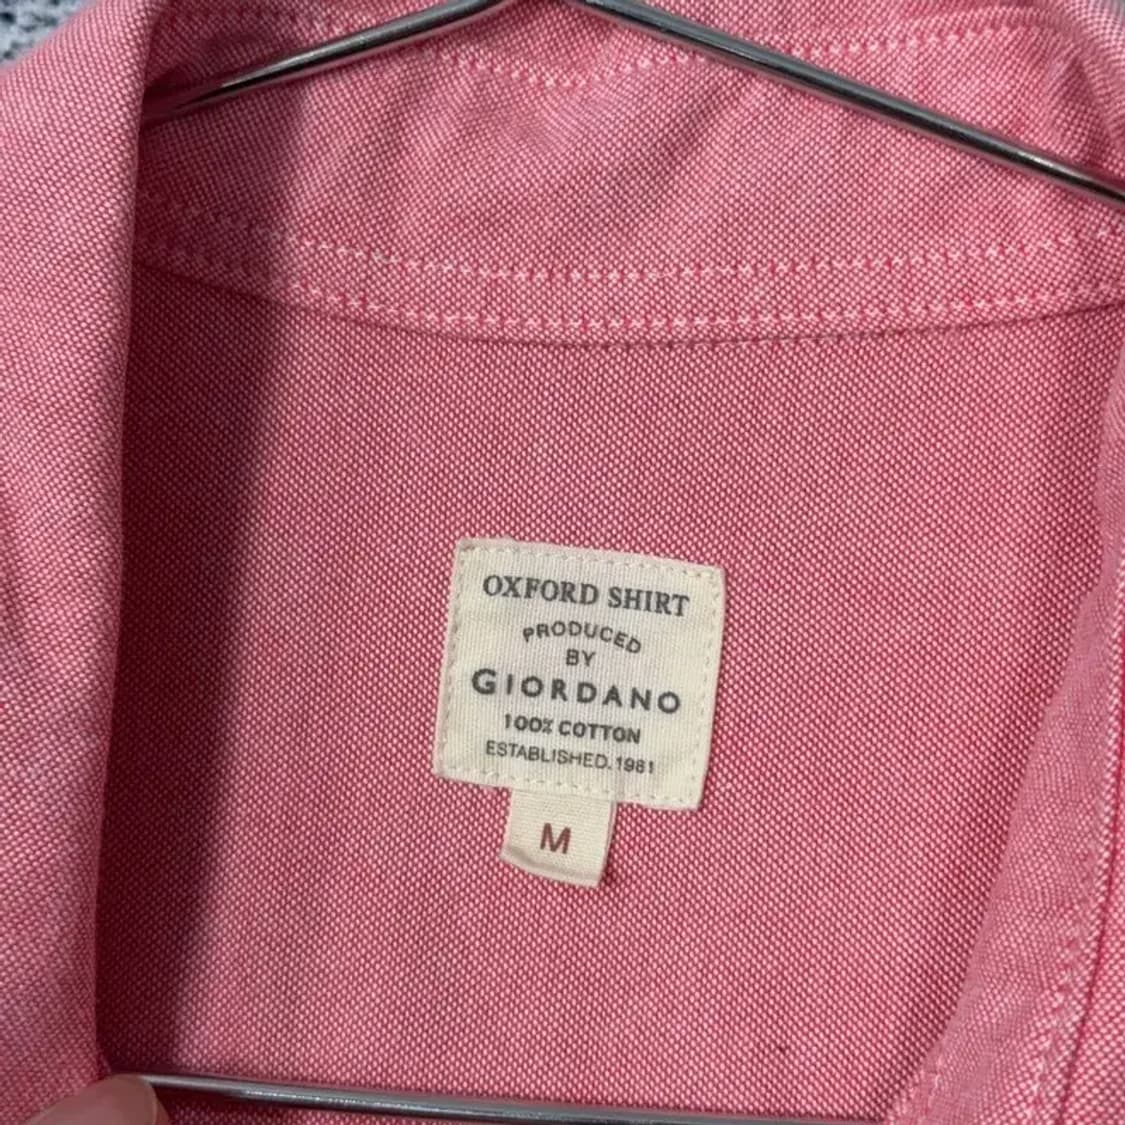 OXFORD SHIRT
PRODUCED
BY
GIORDANO
100% COTTON
ESTABLISHED. 1981
M